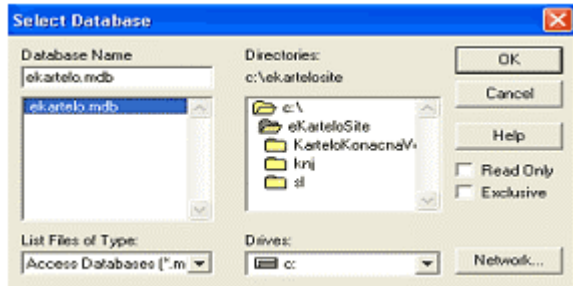 Select Database
Database Name
ekartelo.mdb
ekartelo.mdb
Directories:
c:\ekartelosite
c:\
eKarteloSite
KarteloKonacnaV
knj
sl
OK
Cancel
Help
Read Only
Exclusive
List Files of Type:
Access Databases (*.m
Drives:
c:
Network...